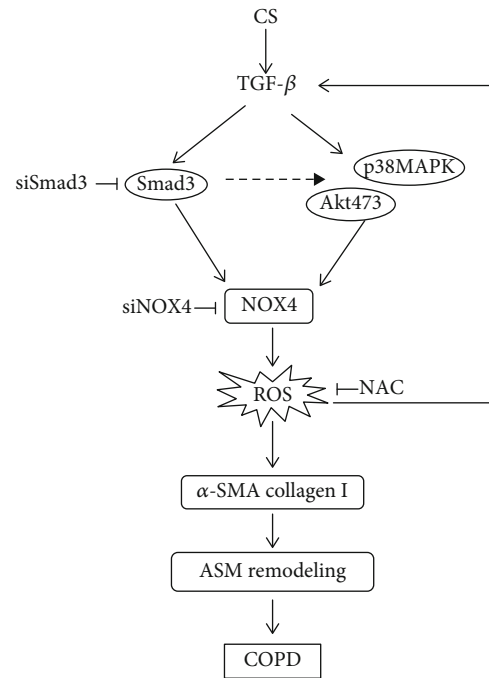 CS
TGF-β
p38MAPK
siSmad3
Smad3
Akt473
siNOX4
NOX4
ROS
NAC
α-SMA collagen I
ASM remodeling
COPD